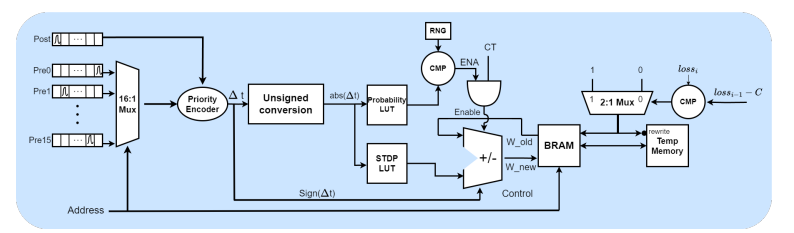 Post
...
Pre0
...
Pre1
...
Pre15
...
16:1
Mux
Priority
Encoder
Δ t
Unsigned
conversion
abs(Δt)
Probability
LUT
STDP
LUT
RNG
CMP
ENA
CT
Enable
+/-
W_old
W_new
Control
BRAM
1
0
1
0
2:1 Mux
CMP
loss_i
loss_{i-1} - C
rewrite
Temp
Memory
Sign(Δt)
Address